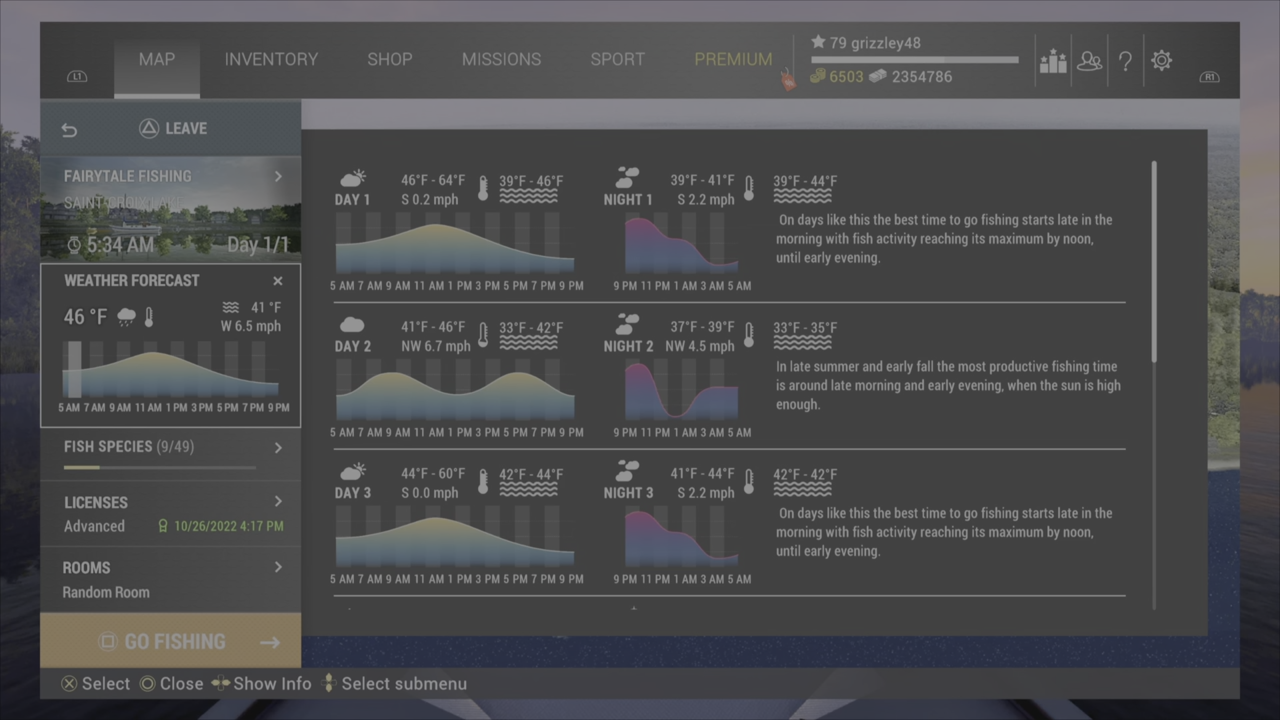 L1
MAP
INVENTORY
SHOP
MISSIONS
SPORT
PREMIUM
79 grizzley48
6503 2354786
?
R1
LEAVE
FAIRYTALE FISHING
5:34 AM Day 1/1
WEATHER FORECAST
46 °F 41 °F
W 6.5 mph
5 AM 7 AM 9 AM 11 AM 1 PM 3 PM 5 PM 7 PM 9 PM
FISH SPECIES (9/49)
LICENSES
Advanced 10/26/2022 4:17 PM
ROOMS
Random Room
GO FISHING
46°F - 64°F 39°F - 46°F
DAY 1 S 0.2 mph
5 AM 7 AM 9 AM 11 AM 1 PM 3 PM 5 PM 7 PM 9 PM
39°F - 41°F 39°F - 44°F
NIGHT 1 S 2.2 mph
9 PM 11 PM 1 AM 3 AM 5 AM
On days like this the best time to go fishing starts late in the
morning with fish activity reaching its maximum by noon,
until early evening.
41°F - 46°F 33°F - 42°F
DAY 2 NW 6.7 mph
5 AM 7 AM 9 AM 11 AM 1 PM 3 PM 5 PM 7 PM 9 PM
37°F - 39°F 33°F - 35°F
NIGHT 2 NW 4.5 mph
9 PM 11 PM 1 AM 3 AM 5 AM
In late summer and early fall the most productive fishing time
is around late morning and early evening, when the sun is high
enough.
44°F - 60°F 42°F - 44°F
DAY 3 S 0.0 mph
5 AM 7 AM 9 AM 11 AM 1 PM 3 PM 5 PM 7 PM 9 PM
41°F - 44°F 42°F - 42°F
NIGHT 3 S 2.2 mph
9 PM 11 PM 1 AM 3 AM 5 AM
On days like this the best time to go fishing starts late in the
morning with fish activity reaching its maximum by noon,
until early evening.
Select Close Show Info Select submenu